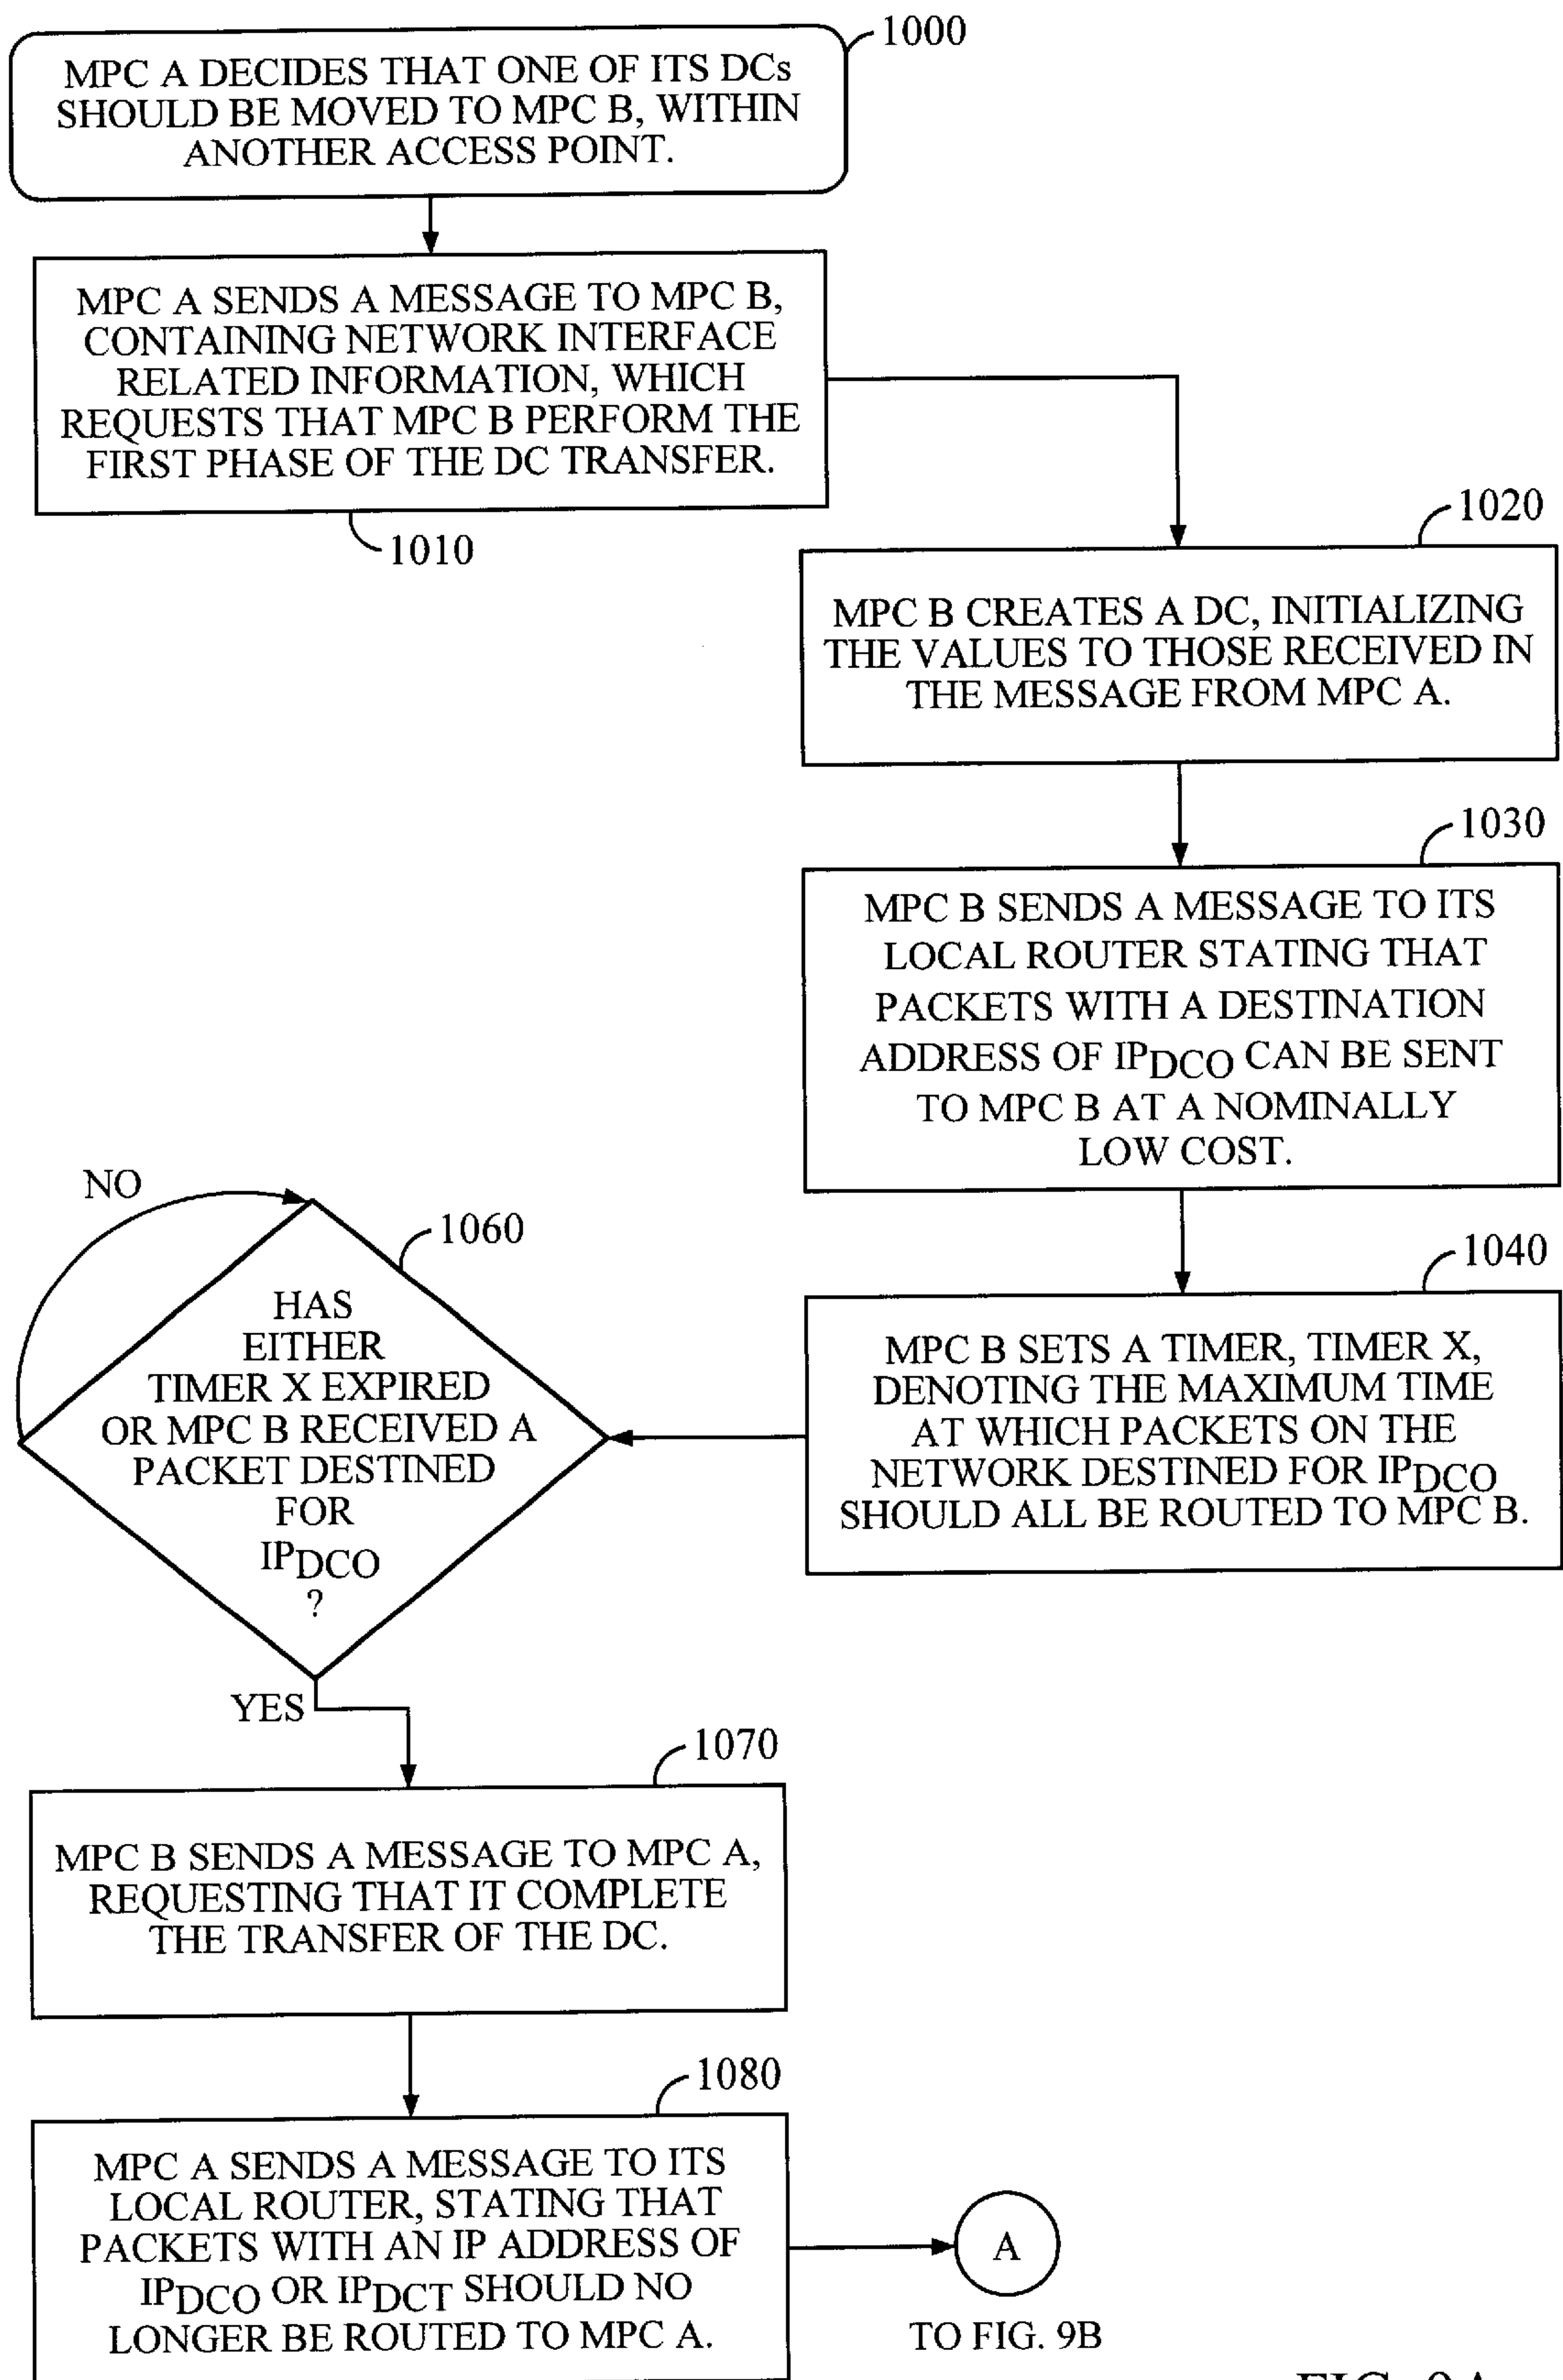 1000
MPC A DECIDES THAT ONE OF ITS DCs
SHOULD BE MOVED TO MPC B, WITHIN
ANOTHER ACCESS POINT.
MPC A SENDS A MESSAGE TO MPC B,
CONTAINING NETWORK INTERFACE
RELATED INFORMATION, WHICH
REQUESTS THAT MPC B PERFORM THE
FIRST PHASE OF THE DC TRANSFER.
1010
1020
MPC B CREATES A DC, INITIALIZING
THE VALUES TO THOSE RECEIVED IN
THE MESSAGE FROM MPC A.
1030
MPC B SENDS A MESSAGE TO ITS
LOCAL ROUTER STATING THAT
PACKETS WITH A DESTINATION
ADDRESS OF IPDCO CAN BE SENT
TO MPC B AT A NOMINALLY
LOW COST.
1040
MPC B SETS A TIMER, TIMER X,
DENOTING THE MAXIMUM TIME
AT WHICH PACKETS ON THE
NETWORK DESTINED FOR IPDCO
SHOULD ALL BE ROUTED TO MPC B.
NO
1060
HAS
EITHER
TIMER X EXPIRED
OR MPC B RECEIVED A
PACKET DESTINED
FOR
IPDCO
?
YES
1070
MPC B SENDS A MESSAGE TO MPC A,
REQUESTING THAT IT COMPLETE
THE TRANSFER OF THE DC.
1080
MPC A SENDS A MESSAGE TO ITS
LOCAL ROUTER, STATING THAT
PACKETS WITH AN IP ADDRESS OF
IPDCO OR IPDCT SHOULD NO
LONGER BE ROUTED TO MPC A.
A
TO FIG. 9B